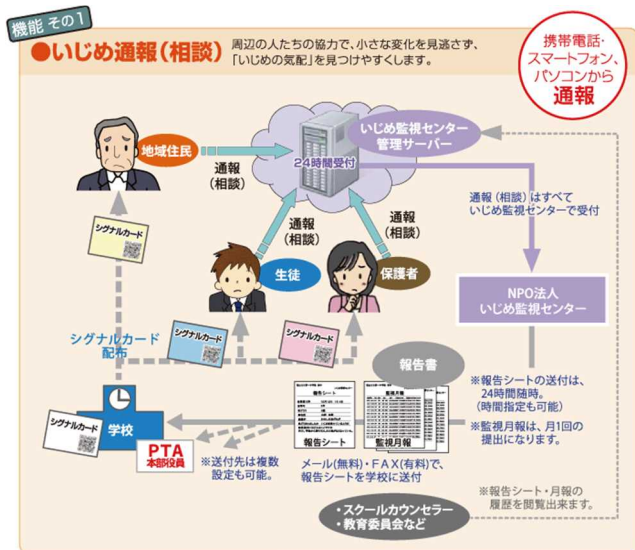 機能 その1
●いじめ通報(相談)
周辺の人たちの協力で、小さな変化を見逃さず、
「いじめの気配」を見つけやすくします。
携帯電話・
スマートフォン、
パソコンから
通報
地域住民
通報
(相談)
24時間受付
いじめ監視センター
管理サーバー
通報(相談)はすべて
いじめ監視センターで受付
シグナルカード
通報
(相談)
通報
(相談)
生徒
保護者
NPO法人
いじめ監視センター
シグナルカード
配布
シグナルカード
シグナルカード
報告書
※報告シートの送付は、
24時間随時。
(時間指定も可能)
※監視月報は、月1回の
提出になります。
シグナルカード
学校
報告シート
監視月報
報告シート
監視月報
PTA
本部役員
※送付先は複数
設定も可能。
メール(無料)・FAX(有料)で、
報告シートを学校に送付
・スクールカウンセラー
・教育委員会など
※報告シート・月報の
履歴を閲覧出来ます。